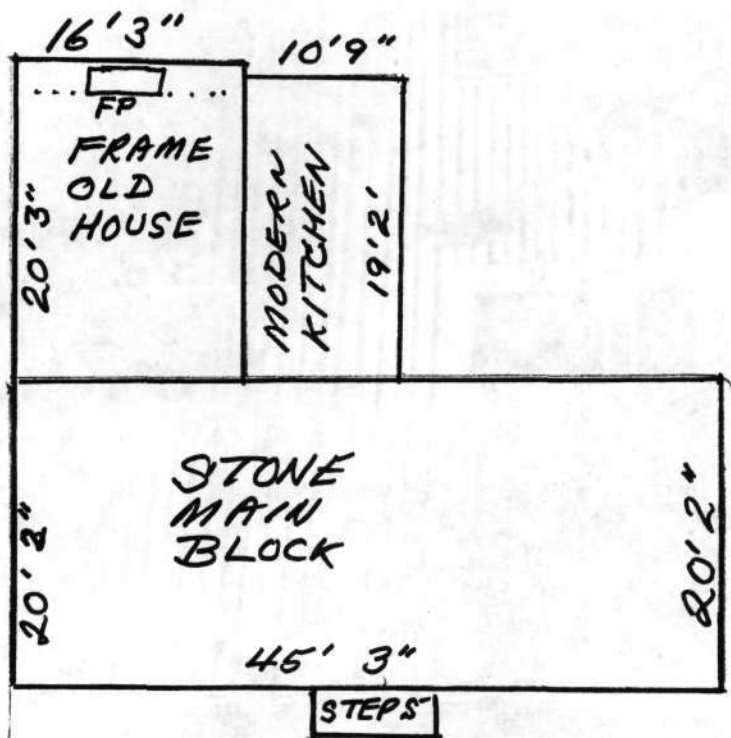 16'3"
10'9"
FP
FRAME
OLD
HOUSE
20'3"
MODERN
KITCHEN
19'2'
STONE
MAIN
BLOCK
20'2"
20'2"
45' 3"
STEPS